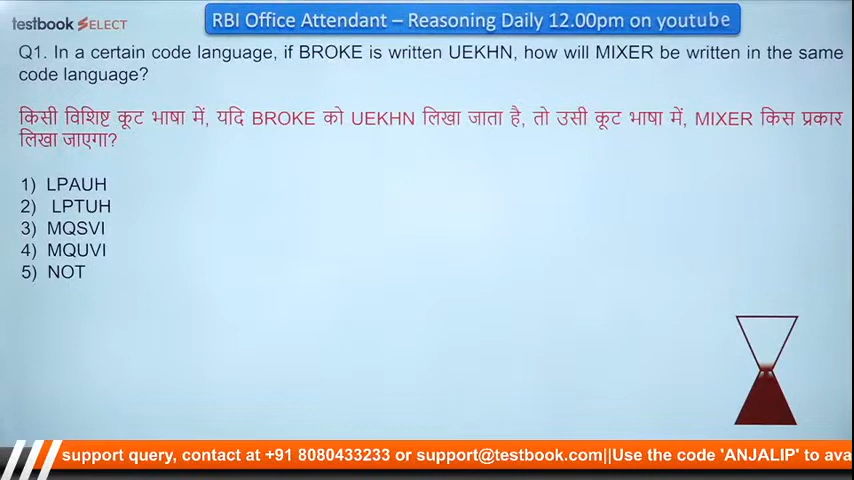 testbook SELECT
RBI Office Attendant – Reasoning Daily 12.00pm on youtube
Q1. In a certain code language, if BROKE is written UEKHN, how will MIXER be written in the same
code language?
किसी विशिष्ट कूट भाषा में, यदि BROKE को UEKHN लिखा जाता है, तो उसी कूट भाषा में, MIXER किस प्रकार
लिखा जाएगा?
1) LPAUH
2) LPTUH
3) MQSVI
4) MQUVI
5) NOT
support query, contact at +91 8080433233 or support@testbook.com||Use the code 'ANJALIP' to ava